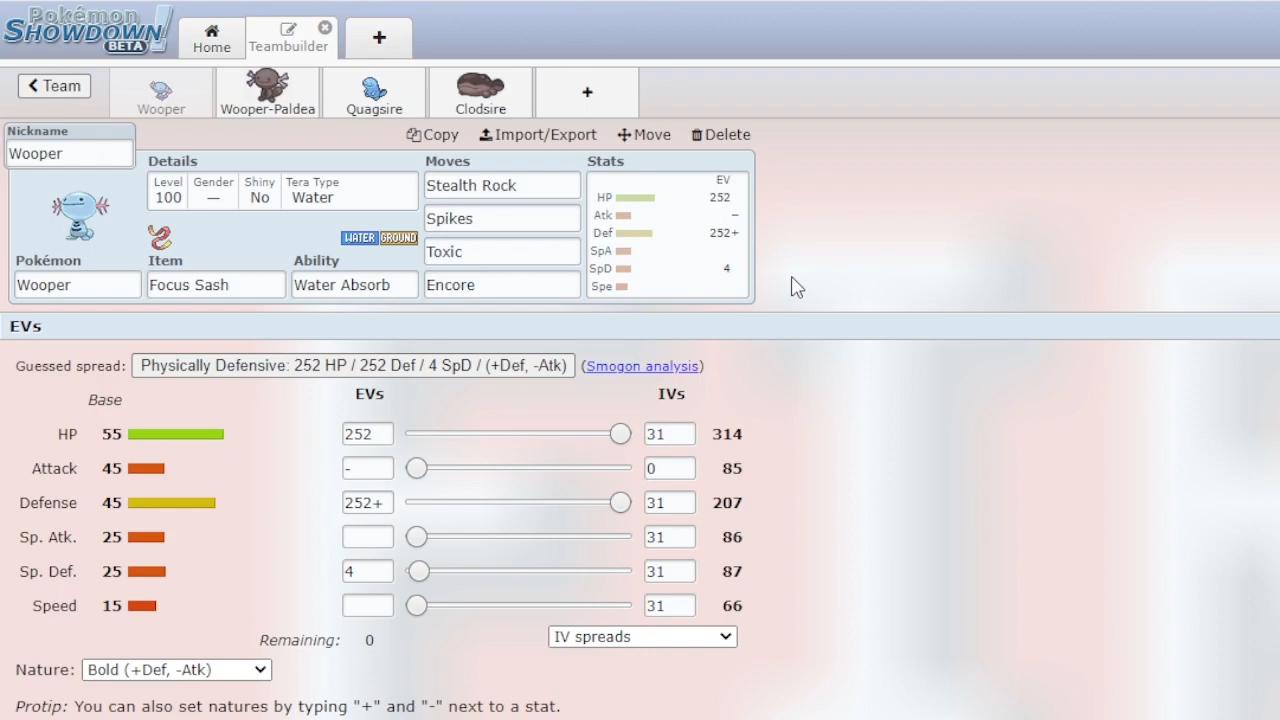 Pokémon
SHOWDOWN!
BETA
Home
Teambuilder
+
Team
Wooper
Wooper-Paldea
Quagsire
Clodsire
+
Nickname
Wooper
Copy
Import/Export
Move
Delete
Details
Moves
Stats
Level Gender Shiny Tera Type
100 — No Water
Stealth Rock
EV
HP 252
Atk –
Spikes
Def 252+
WATER GROUND
Toxic
SpA
SpD 4
Pokémon Item Ability
Wooper Focus Sash Water Absorb Encore
Spe
EVs
Guessed spread: Physically Defensive: 252 HP / 252 Def / 4 SpD / (+Def, -Atk) (Smogon analysis)
Base EVs IVs
HP 55 252 31 314
Attack 45 - 0 85
Defense 45 252+ 31 207
Sp. Atk. 25 31 86
Sp. Def. 25 4 31 87
Speed 15 31 66
Remaining: 0 IV spreads
Nature: Bold (+Def, -Atk)
Protip: You can also set natures by typing "+" and "-" next to a stat.